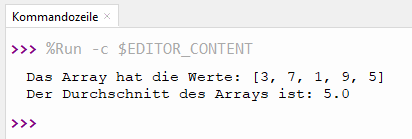 Kommandozeile ×
>>> %Run -c $EDITOR_CONTENT
Das Array hat die Werte: [3, 7, 1, 9, 5]
Der Durchschnitt des Arrays ist: 5.0
>>>